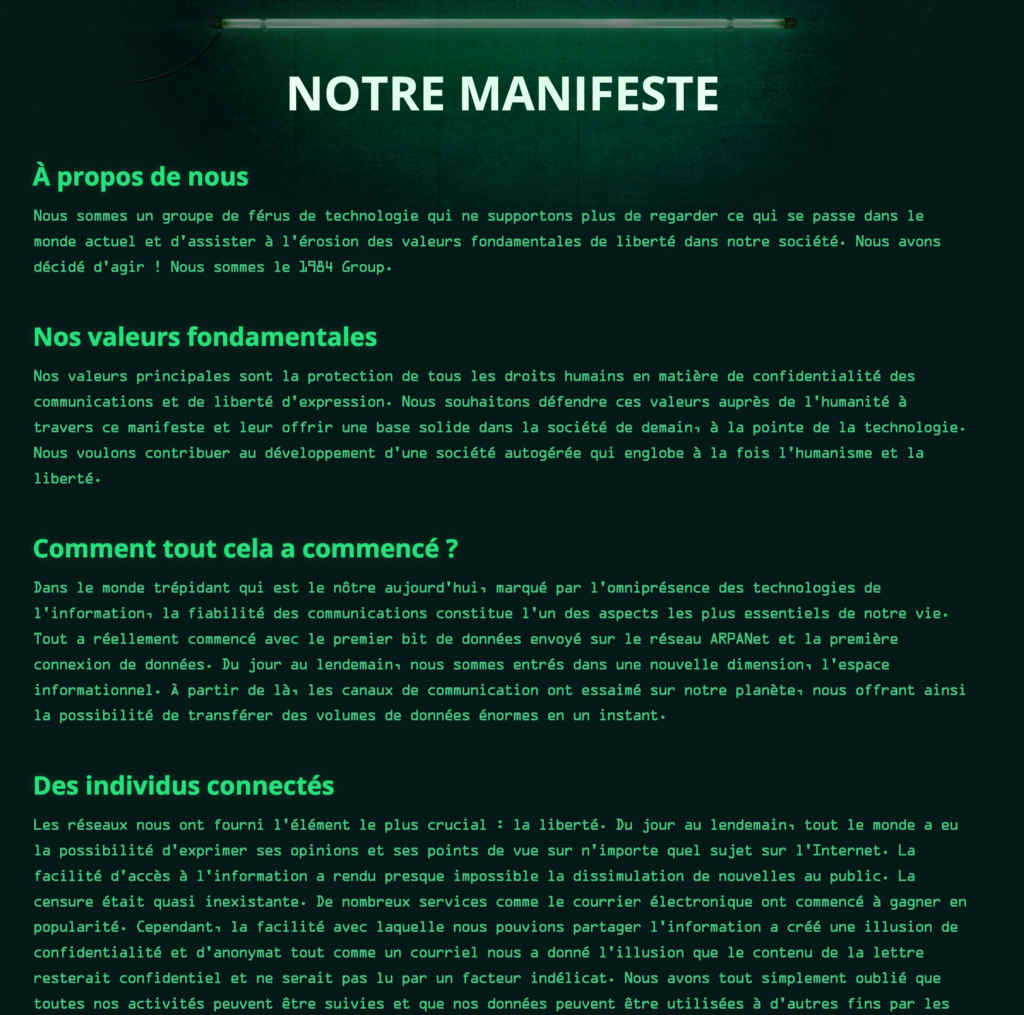 NOTRE MANIFESTE
À propos de nous
Nous sommes un groupe de férus de technologie qui ne supportons plus de regarder ce qui se passe dans le
monde actuel et d'assister à l'érosion des valeurs fondamentales de liberté dans notre société. Nous avons
décidé d'agir ! Nous sommes le 1984 Group.
Nos valeurs fondamentales
Nos valeurs principales sont la protection de tous les droits humains en matière de confidentialité des
communications et de liberté d'expression. Nous souhaitons défendre ces valeurs auprès de l'humanité à
travers ce manifeste et leur offrir une base solide dans la société de demain, à la pointe de la technologie.
Nous voulons contribuer au développement d'une société autogérée qui englobe à la fois l'humanisme et la
liberté.
Comment tout cela a commencé ?
Dans le monde trépidant qui est le nôtre aujourd'hui, marqué par l'omniprésence des technologies de
l'information, la fiabilité des communications constitue l'un des aspects les plus essentiels de notre vie.
Tout a réellement commencé avec le premier bit de données envoyé sur le réseau ARPANet et la première
connexion de données. Du jour au lendemain, nous sommes entrés dans une nouvelle dimension, l'espace
informationnel. À partir de là, les canaux de communication ont essaimé sur notre planète, nous offrant ainsi
la possibilité de transférer des volumes de données énormes en un instant.
Des individus connectés
Les réseaux nous ont fourni l'élément le plus crucial : la liberté. Du jour au lendemain, tout le monde a eu
la possibilité d'exprimer ses opinions et ses points de vue sur n'importe quel sujet sur l'Internet. La
facilité d'accès à l'information a rendu presque impossible la dissimulation de nouvelles au public. La
censure était quasi inexistante. De nombreux services comme le courrier électronique ont commencé à gagner en
popularité. Cependant, la facilité avec laquelle nous pouvions partager l'information a créé une illusion de
confidentialité et d'anonymat tout comme un courriel nous a donné l'illusion que le contenu de la lettre
resterait confidentiel et ne serait pas lu par un facteur indélicat. Nous avons tout simplement oublié que
toutes nos activités peuvent être suivies et que nos données peuvent être utilisées à d'autres fins par les